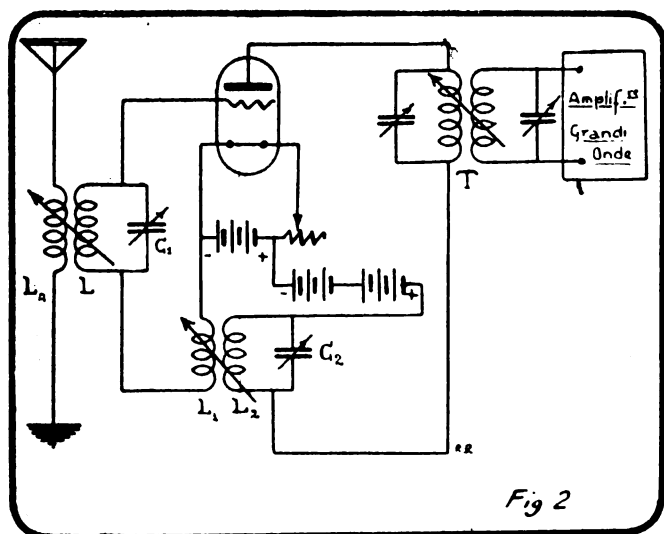 Amplif.
Grandi
Onde
T
C₁
Lₐ L
- +
- +
C₂
L₁ L₂
Fig 2